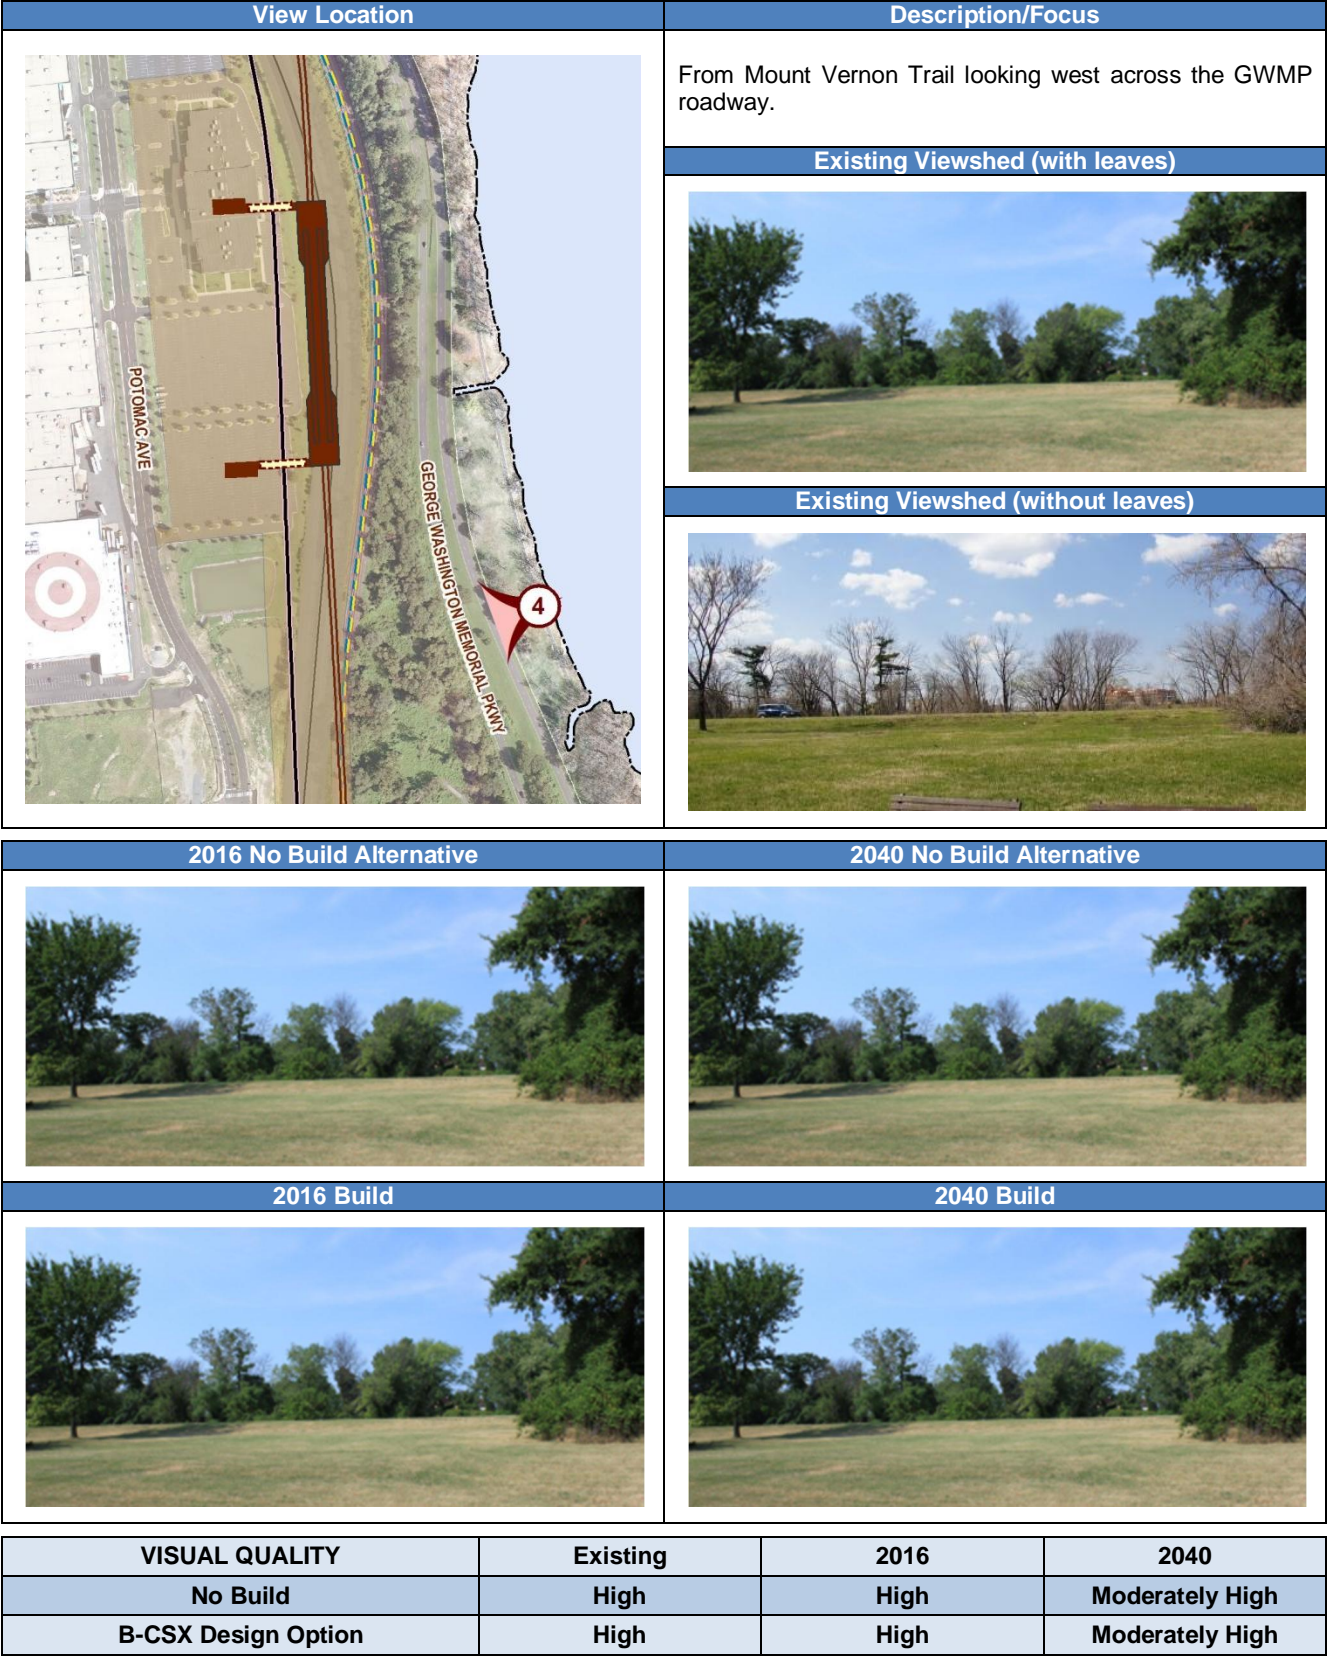 View Location
Description/Focus
From Mount Vernon Trail looking west across the GWMP
roadway.
POTOMAC AVE
GEORGE WASHINGTON MEMORIAL PKWY
4
Existing Viewshed (with leaves)
Existing Viewshed (without leaves)
2016 No Build Alternative
2040 No Build Alternative
2016 Build
2040 Build
VISUAL QUALITY Existing 2016 2040
No Build High High Moderately High
B-CSX Design Option High High Moderately High